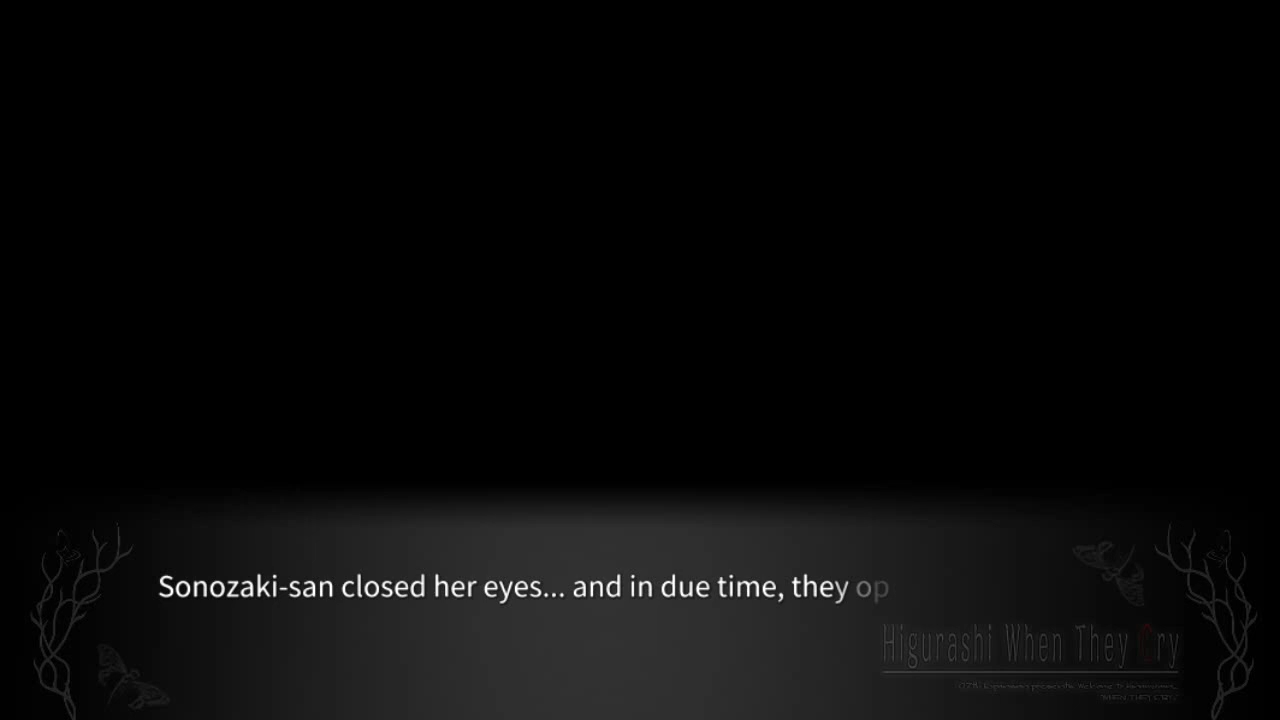 Sonozaki-san closed her eyes... and in due time, they op
Higurashi When They Cry